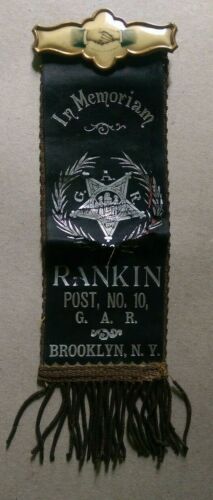 In Memoriam
G. A. R.
RANKIN
POST, NO. 10,
G. A. R.
BROOKLYN, N. Y.